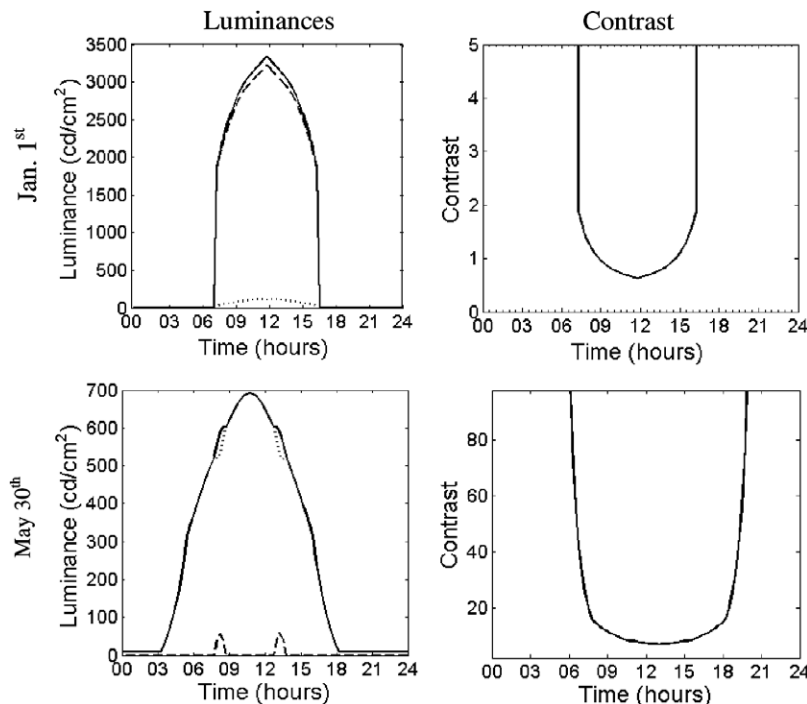 Luminances
Contrast
Jan. 1st
Luminance (cd/cm²)
3500
3000
2500
2000
1500
1000
500
0
00 03 06 09 12 15 18 21 24
Time (hours)
Contrast
5
4
3
2
1
0
00 03 06 09 12 15 18 21 24
Time (hours)
May 30th
Luminance (cd/cm²)
700
600
500
400
300
200
100
0
00 03 06 09 12 15 18 21 24
Time (hours)
Contrast
80
60
40
20
00 03 06 09 12 15 18 21 24
Time (hours)